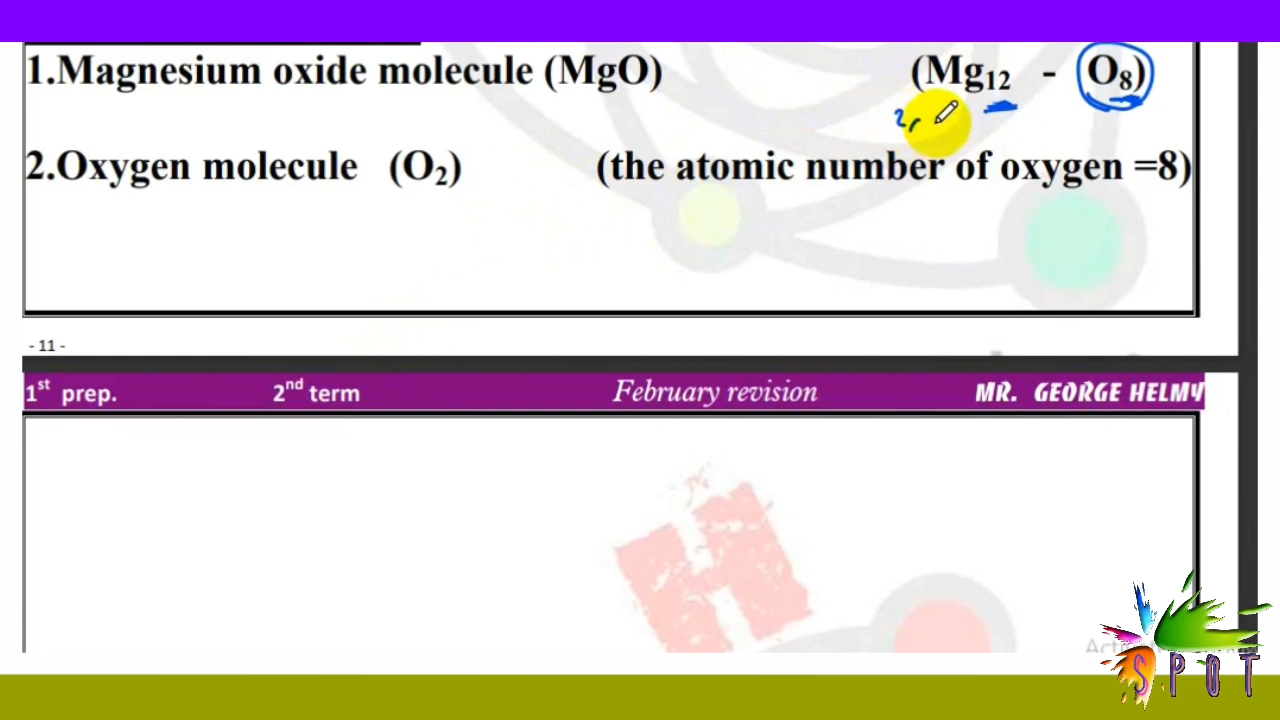 1.Magnesium oxide molecule (MgO) (Mg₁₂ - O₈)
2,
2.Oxygen molecule (O₂) (the atomic number of oxygen =8)
- 11 -
1ˢᵗ prep. 2ⁿᵈ term February revision MR. GEORGE HELMY
H
SPOT